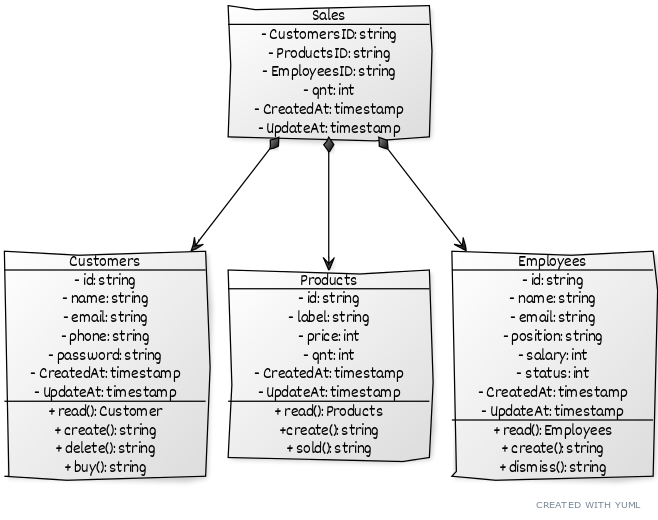 Sales
- CustomersID: string
- ProductsID: string
- EmployeesID: string
- qnt: int
- CreatedAt: timestamp
- UpdateAt: timestamp
Customers
- id: string
- name: string
- email: string
- phone: string
- password: string
- CreatedAt: timestamp
- UpdateAt: timestamp
+ read(): Customer
+ create(): string
+ delete(): string
+ buy(): string
Products
- id: string
- label: string
- price: int
- qnt: int
- CreatedAt: timestamp
- UpdateAt: timestamp
+ read(): Products
+create(): string
+ sold(): string
Employees
- id: string
- name: string
- email: string
- position: string
- salary: int
- status: int
- CreatedAt: timestamp
- UpdateAt: timestamp
+ read(): Employees
+ create(): string
+ dismiss(): string
CREATED WITH YUML